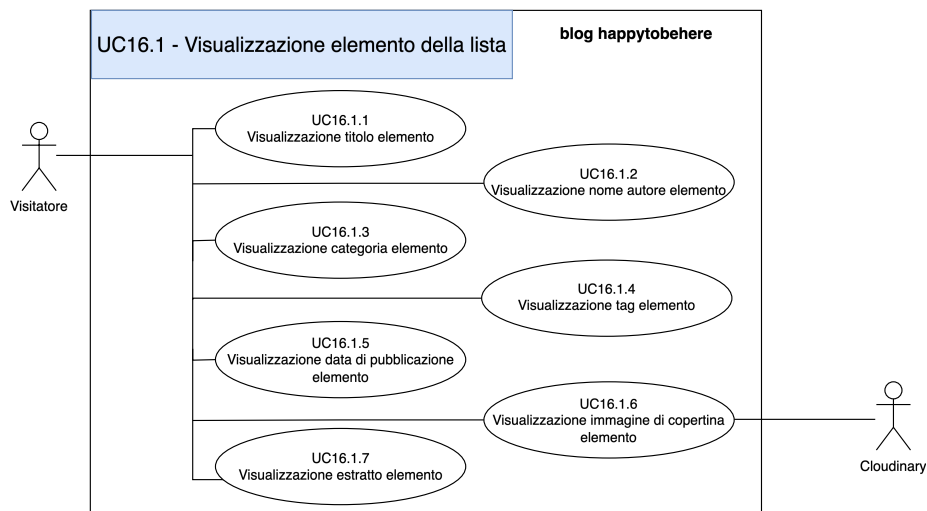 UC16.1 - Visualizzazione elemento della lista
blog happytobehere
UC16.1.1
Visualizzazione titolo elemento
Visitatore
UC16.1.2
Visualizzazione nome autore elemento
UC16.1.3
Visualizzazione categoria elemento
UC16.1.4
Visualizzazione tag elemento
UC16.1.5
Visualizzazione data di pubblicazione
elemento
UC16.1.6
Visualizzazione immagine di copertina
elemento
Cloudinary
UC16.1.7
Visualizzazione estratto elemento